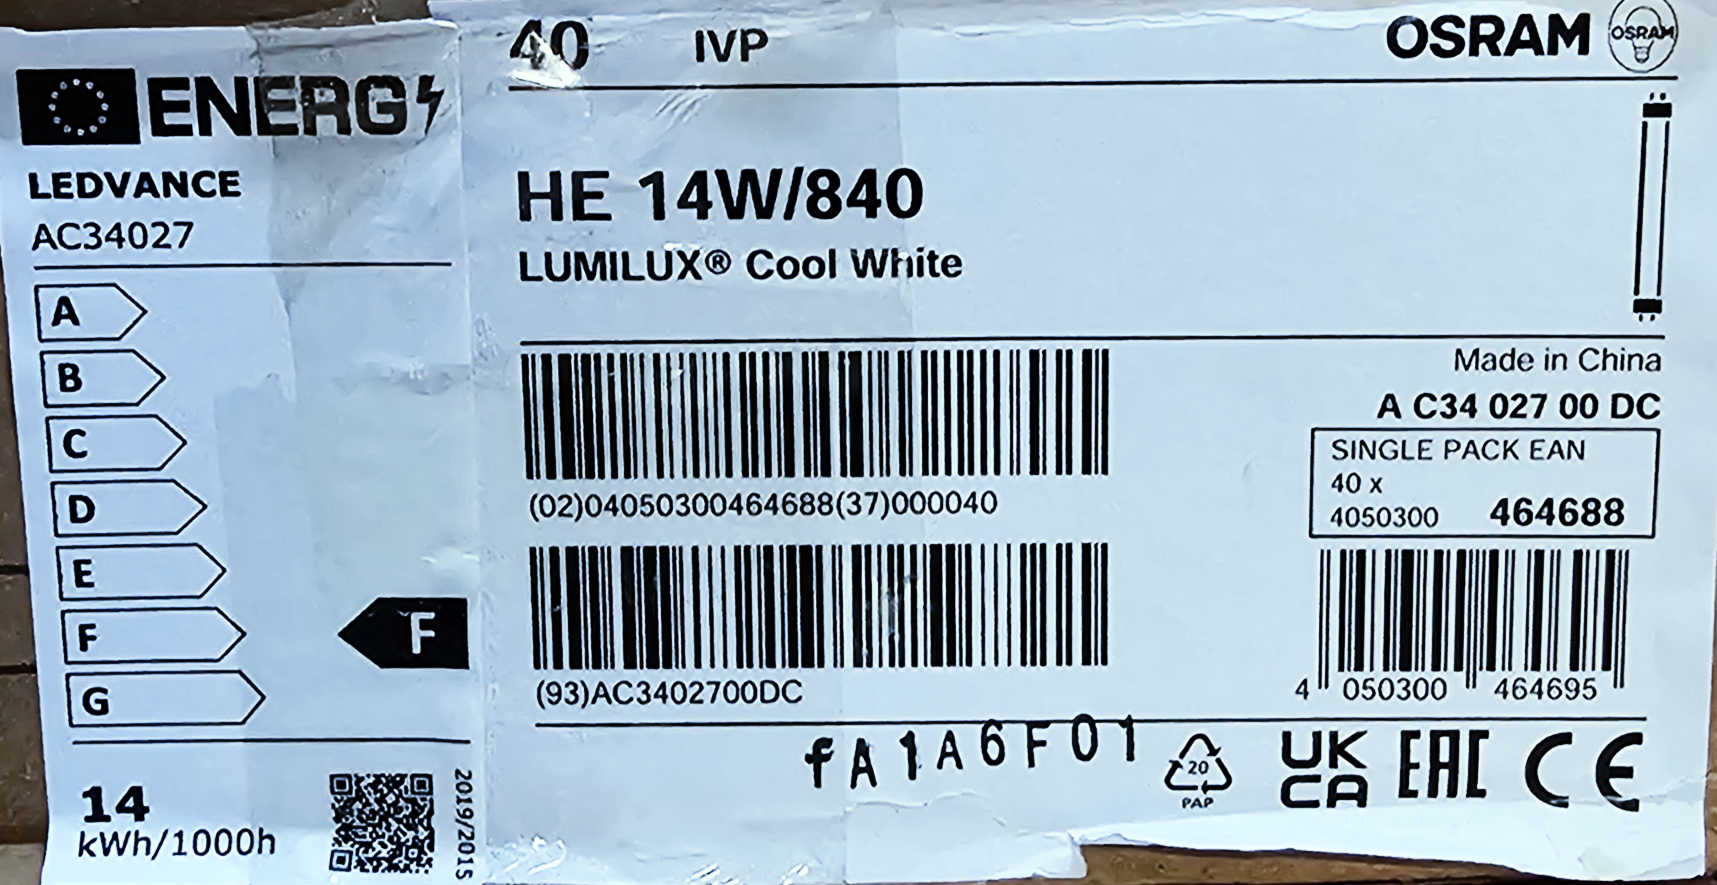 ENERG
LEDVANCE
AC34027
A
B
C
D
E
F
F
G
14
kWh/1000h
2019/2015
40 IVP
OSRAM
OSRAM
HE 14W/840
LUMILUX® Cool White
Made in China
A C34 027 00 DC
SINGLE PACK EAN
40 x
4050300 464688
(02)04050300464688(37)000040
(93)AC3402700DC
4 050300 464695
fA1A6F01
20
PAP
UK
CA
EAC
CE